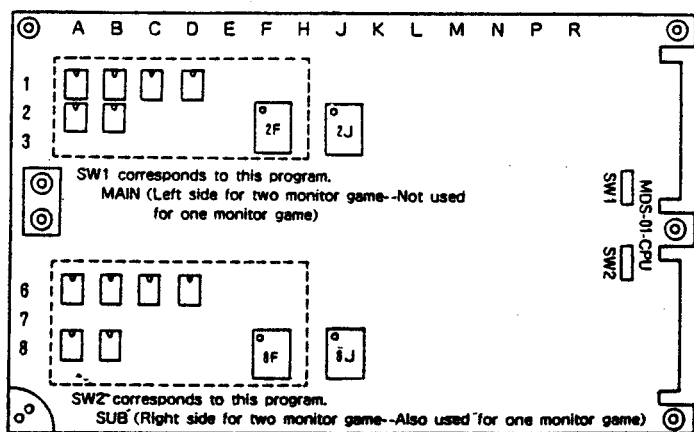 A B C D E F H J K L M N P R
1
2
3
2F
2J
SW1 corresponds to this program.
MAIN (Left side for two monitor game--Not used
for one monitor game)
SW1
MDS-01-CPU
SW2
6
7
8
8F
8J
SW2 corresponds to this program.
SUB (Right side for two monitor game--Also used for one monitor game)